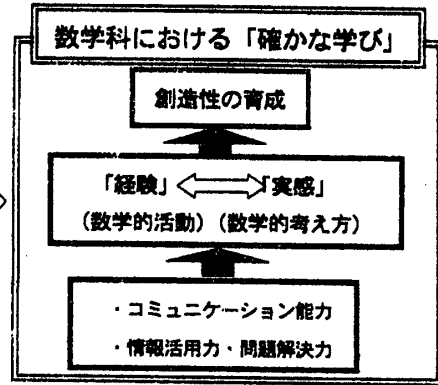 数学科における「確かな学び」
創造性の育成
「経験」 「実感」
(数学的活動) (数学的考え方)
・コミュニケーション能力
・情報活用力・問題解決力